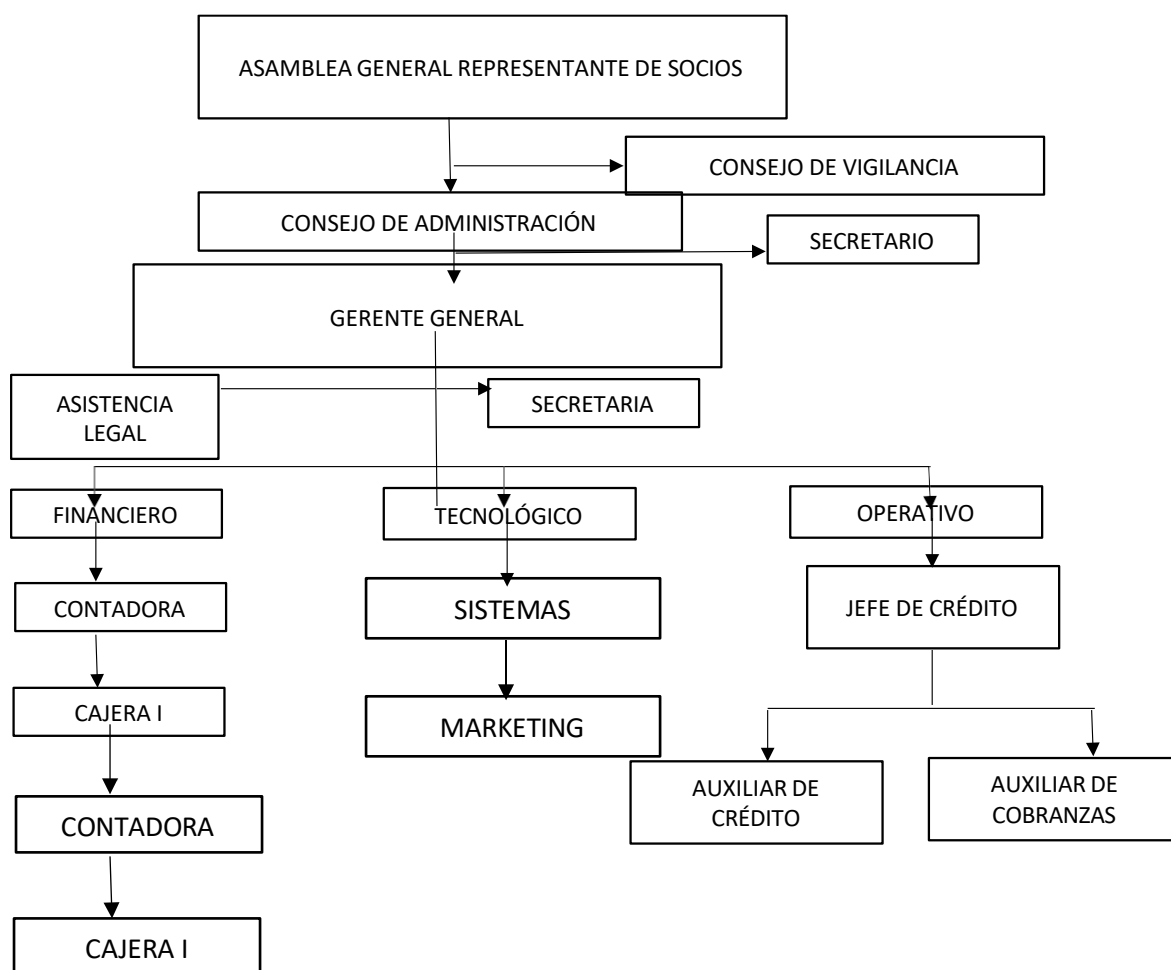 ASAMBLEA GENERAL REPRESENTANTE DE SOCIOS
CONSEJO DE VIGILANCIA
CONSEJO DE ADMINISTRACIÓN
SECRETARIO
GERENTE GENERAL
ASISTENCIA
LEGAL
SECRETARIA
FINANCIERO
TECNOLÓGICO
OPERATIVO
CONTADORA
SISTEMAS
JEFE DE CRÉDITO
CAJERA I
MARKETING
AUXILIAR DE
CRÉDITO
AUXILIAR DE
COBRANZAS
CONTADORA
CAJERA I